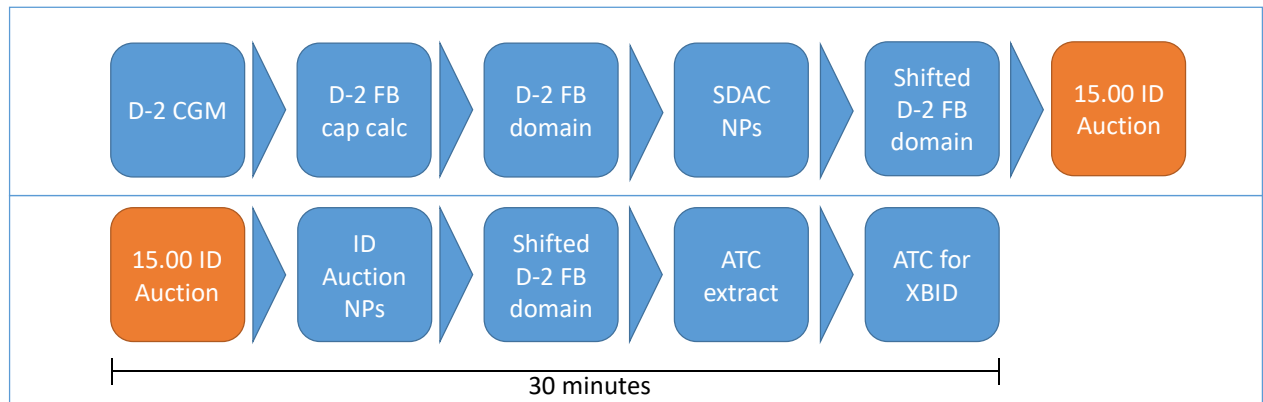 D-2 CGM
D-2 FB
cap calc
D-2 FB
domain
SDAC
NPs
Shifted
D-2 FB
domain
15.00 ID
Auction
15.00 ID
Auction
ID
Auction
NPs
Shifted
D-2 FB
domain
ATC
extract
ATC for
XBID
30 minutes